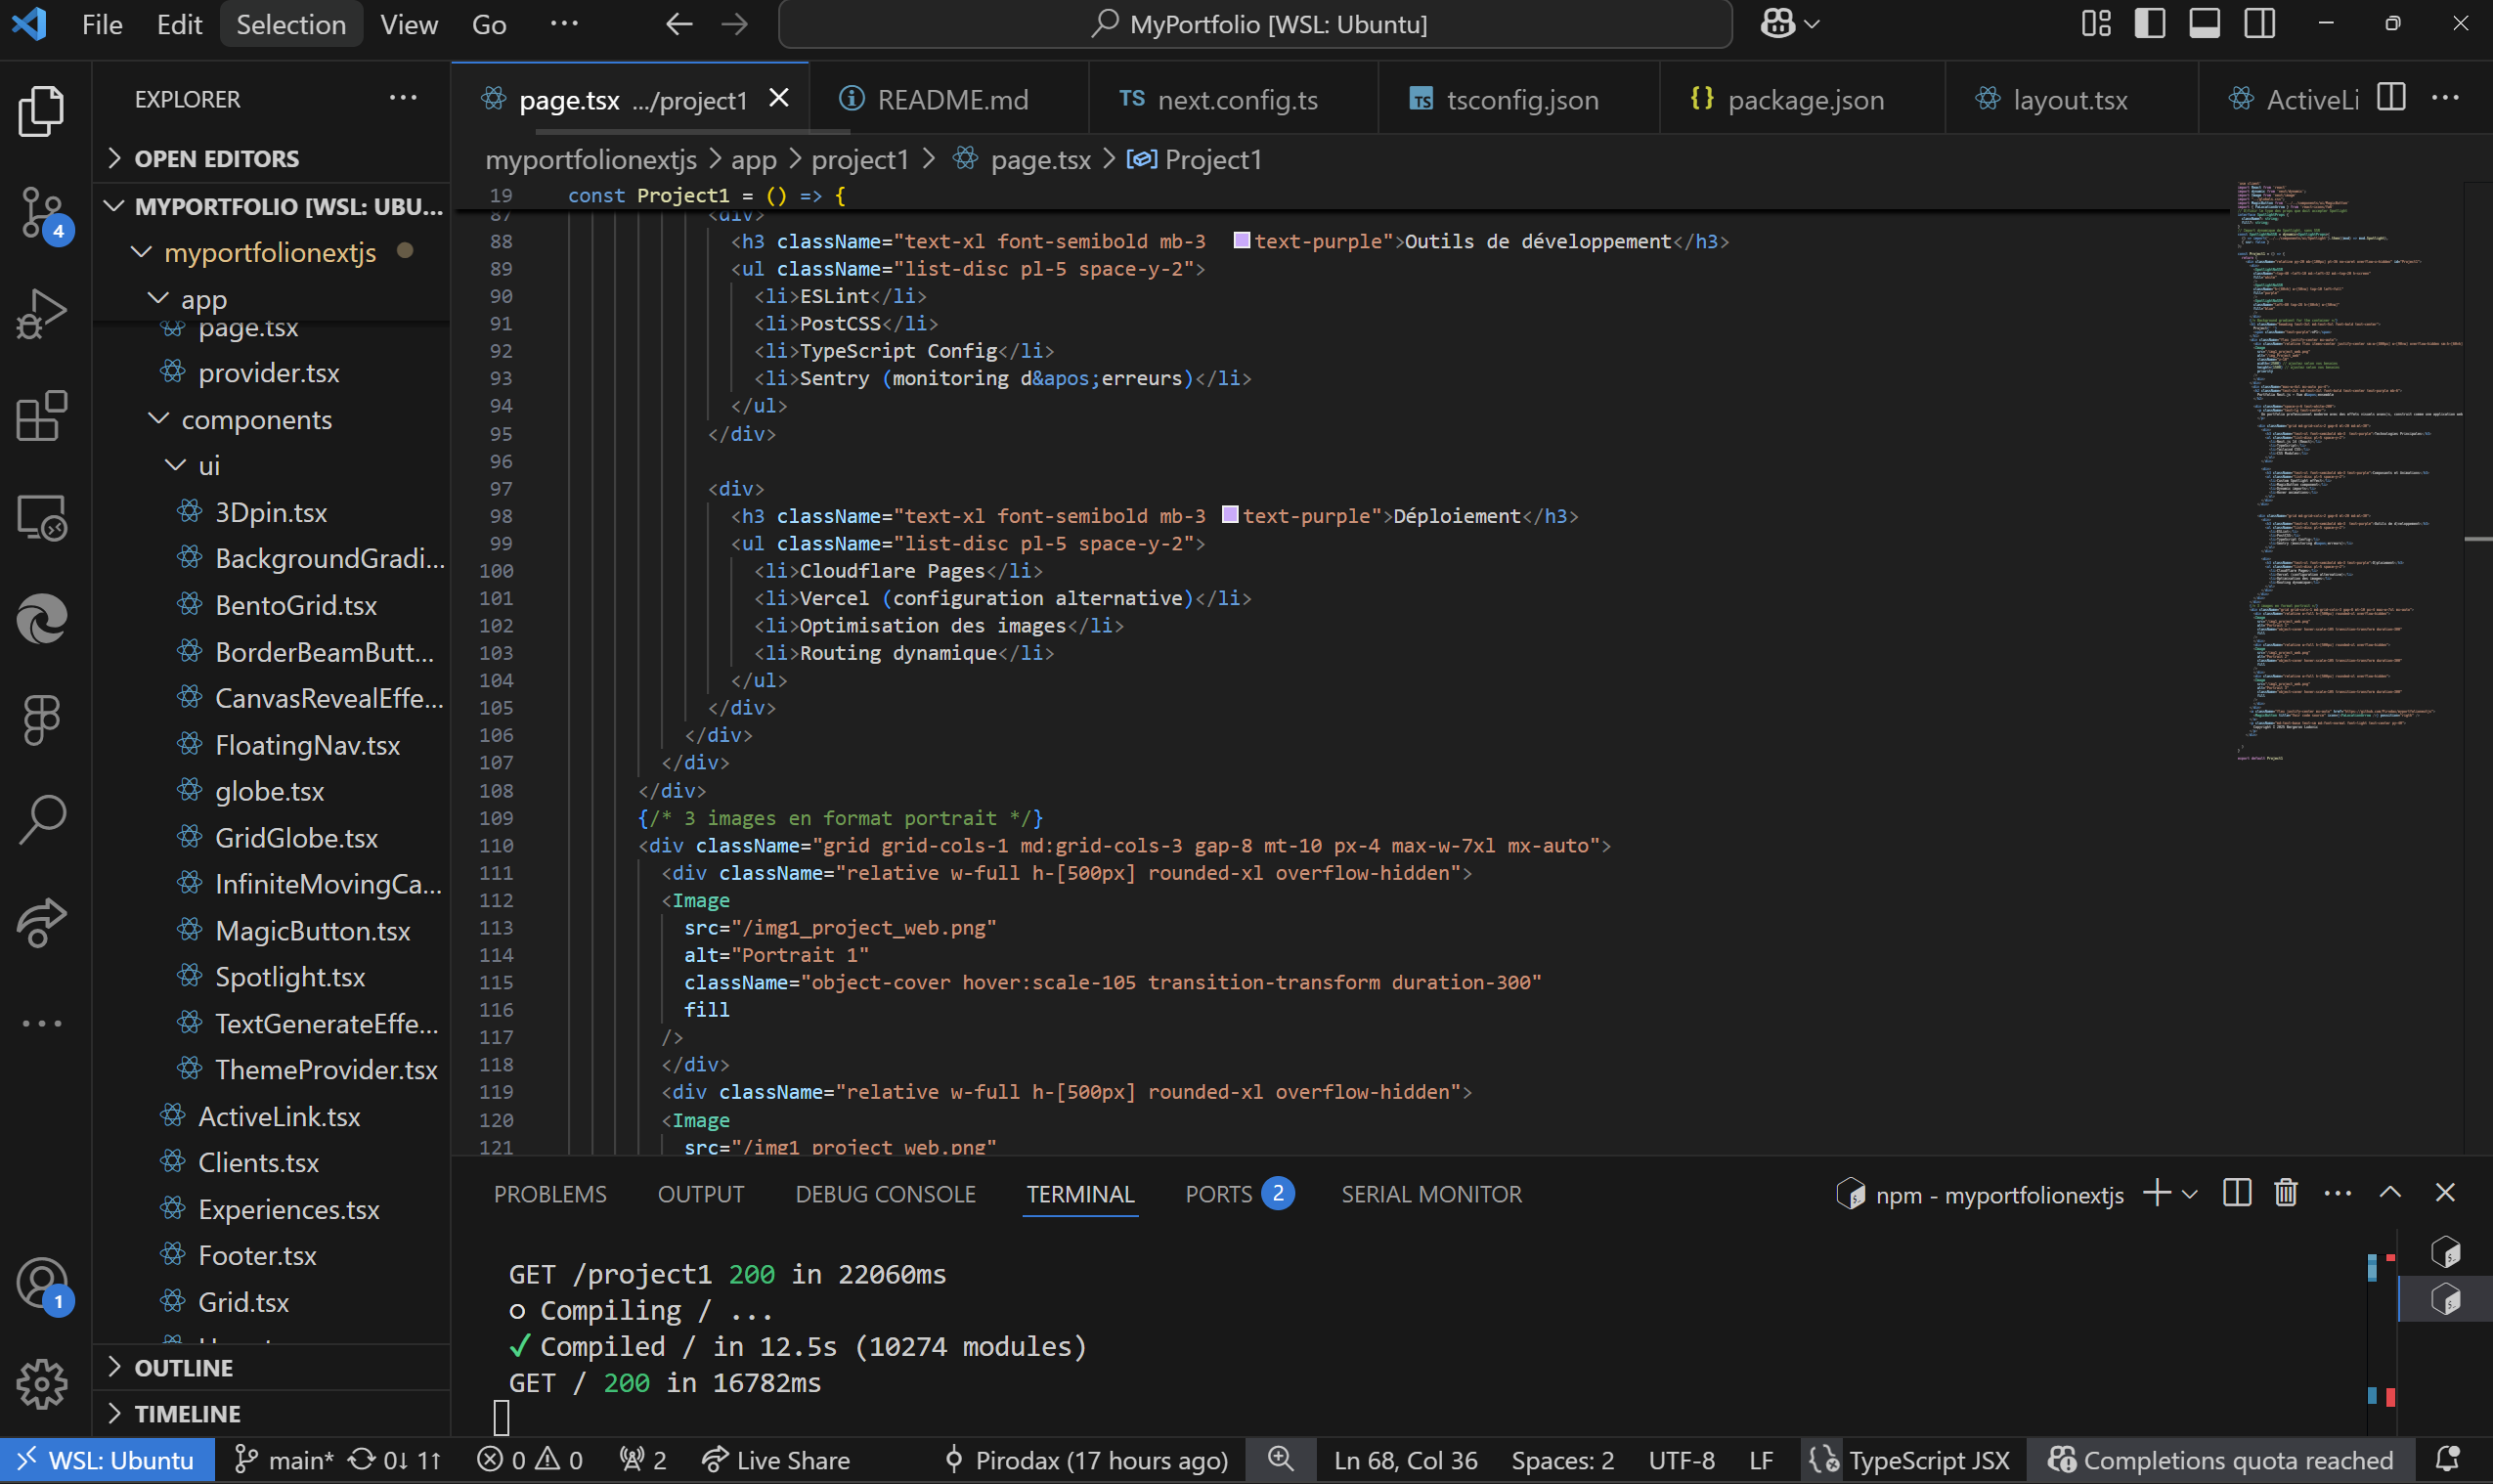 File Edit Selection View Go ···
MyPortfolio [WSL: Ubuntu]
EXPLORER
OPEN EDITORS
MYPORTFOLIO [WSL: UBU...
myportfolionextjs
app
page.tsx
provider.tsx
components
ui
3Dpin.tsx
BackgroundGradi...
BentoGrid.tsx
BorderBeamButt...
CanvasRevealEffe...
FloatingNav.tsx
globe.tsx
GridGlobe.tsx
InfiniteMovingCa...
MagicButton.tsx
Spotlight.tsx
TextGenerateEffe...
ThemeProvider.tsx
ActiveLink.tsx
Clients.tsx
Experiences.tsx
Footer.tsx
Grid.tsx
OUTLINE
TIMELINE
4
1
page.tsx .../project1
README.md
TS next.config.ts
TS tsconfig.json
{} package.json
layout.tsx
ActiveLi
myportfolionextjs > app > project1 > page.tsx > Project1
19 const Project1 = () => {
87 <div>
88 <h3 className="text-xl font-semibold mb-3  text-purple">Outils de développement</h3>
89 <ul className="list-disc pl-5 space-y-2">
90 <li>ESLint</li>
91 <li>PostCSS</li>
92 <li>TypeScript Config</li>
93 <li>Sentry (monitoring d&apos;erreurs)</li>
94 </ul>
95 </div>
96
97 <div>
98 <h3 className="text-xl font-semibold mb-3 text-purple">Déploiement</h3>
99 <ul className="list-disc pl-5 space-y-2">
100 <li>Cloudflare Pages</li>
101 <li>Vercel (configuration alternative)</li>
102 <li>Optimisation des images</li>
103 <li>Routing dynamique</li>
104 </ul>
105 </div>
106 </div>
107 </div>
108 </div>
109 {/* 3 images en format portrait */}
110 <div className="grid grid-cols-1 md:grid-cols-3 gap-8 mt-10 px-4 max-w-7xl mx-auto">
111 <div className="relative w-full h-[500px] rounded-xl overflow-hidden">
112 <Image
113 src="/img1_project_web.png"
114 alt="Portrait 1"
115 className="object-cover hover:scale-105 transition-transform duration-300"
116 fill
117 />
118 </div>
119 <div className="relative w-full h-[500px] rounded-xl overflow-hidden">
120 <Image
121 src="/img1_project_web.png"
PROBLEMS OUTPUT DEBUG CONSOLE TERMINAL PORTS 2 SERIAL MONITOR
npm - myportfolionextjs
GET /project1 200 in 22060ms
○ Compiling / ...
✓ Compiled / in 12.5s (10274 modules)
GET / 200 in 16782ms
WSL: Ubuntu main* 0↓ 1↑ 0 0 2 Live Share Pirodax (17 hours ago) Ln 68, Col 36 Spaces: 2 UTF-8 LF TypeScript JSX Completions quota reached